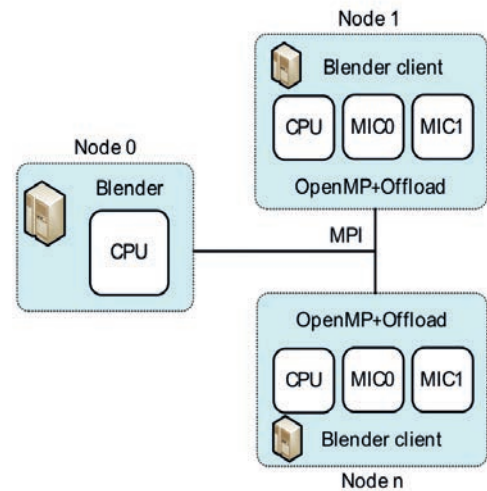 Node 1
Blender client
CPU MIC0 MIC1
OpenMP+Offload
Node 0
Blender
CPU
MPI
OpenMP+Offload
CPU MIC0 MIC1
Blender client
Node n